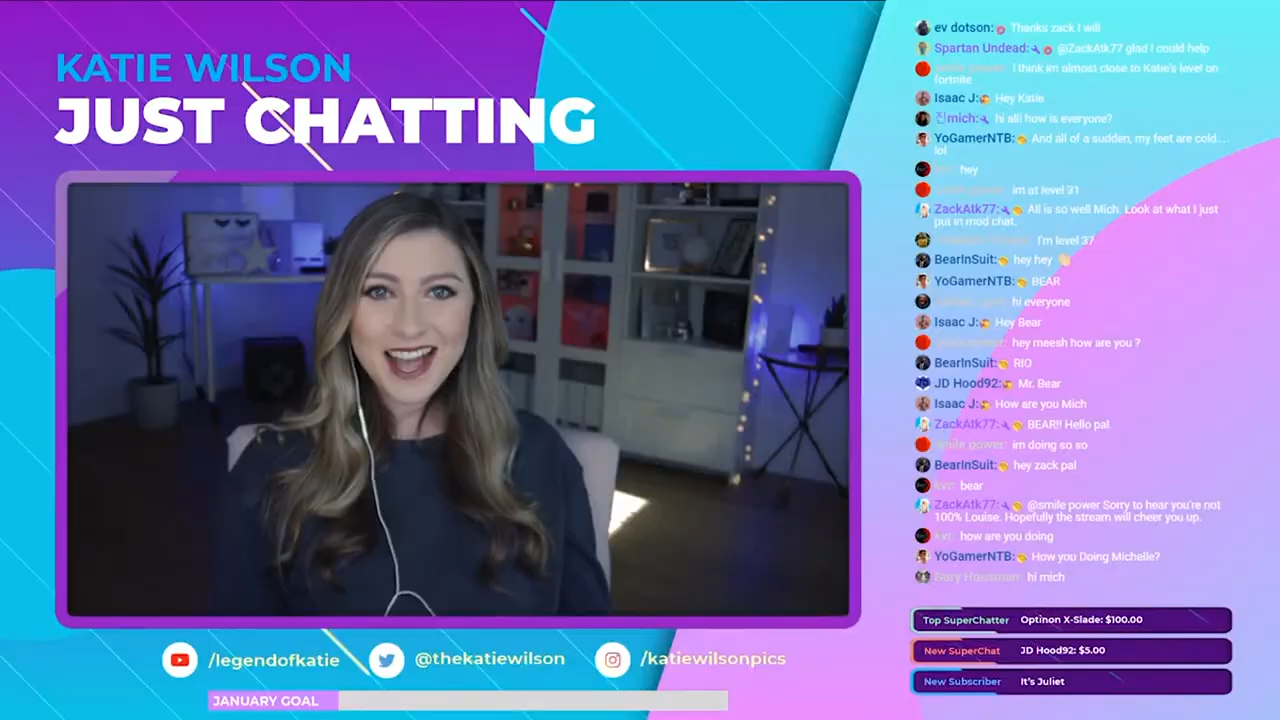 KATIE WILSON
JUST CHATTING
ev dotson: Thanks zack I will
Spartan Undead: @ZackAtk77 glad I could help
I think im almost close to Katie's level on
fortnite
Isaac J: Hey Katie
진mich: hi all! how is everyone?
YoGamerNTB: And all of a sudden, my feet are cold....
lol
hey
im at level 31
ZackAtk77: All is so well Mich. Look at what I just
put in mod chat.
I'm level 37
BearInSuit: hey hey
YoGamerNTB: BEAR
hi everyone
Isaac J: Hey Bear
hey meesh how are you ?
BearInSuit: RIO
JD Hood92: Mr. Bear
Isaac J: How are you Mich
ZackAtk77: BEAR!! Hello pal
smile power: im doing so so
BearInSuit: hey zack pal
bear
ZackAtk77: @smile power Sorry to hear you're not
100% Louise. Hopefully the stream will cheer you up.
how are you doing
YoGamerNTB: How you Doing Michelle?
hi mich
Top SuperChatter Optinon X-Slade: $100.00
New SuperChat JD Hood92: $5.00
New Subscriber It's Juliet
/legendofkatie @thekatiewilson /katiewilsonpics
JANUARY GOAL